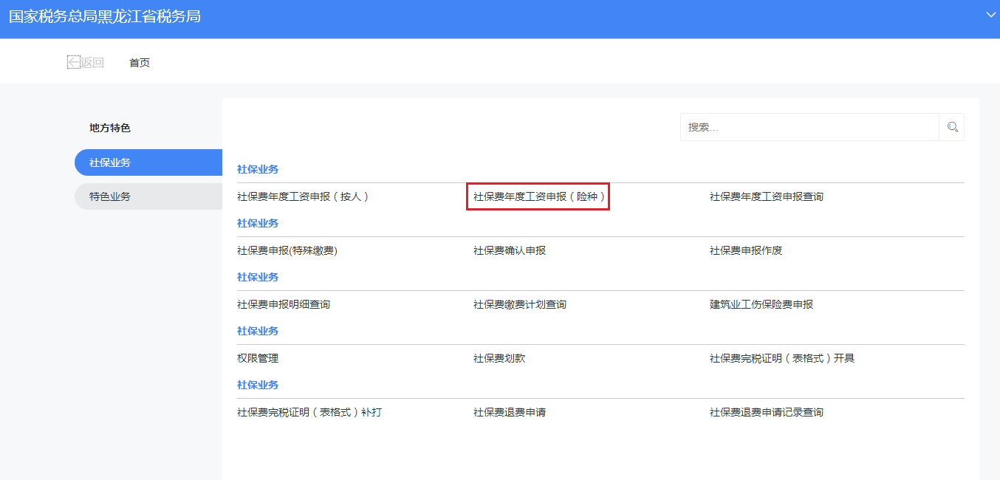 国家税务总局黑龙江省税务局
返回 首页
地方特色
社保业务
特色业务
搜索...
社保业务
社保费年度工资申报（按人） 社保费年度工资申报（险种） 社保费年度工资申报查询
社保业务
社保费申报(特殊缴费) 社保费确认申报 社保费申报作废
社保业务
社保费申报明细查询 社保费缴费计划查询 建筑业工伤保险费申报
社保业务
权限管理 社保费划款 社保费完税证明（表格式）开具
社保业务
社保费完税证明（表格式）补打 社保费退费申请 社保费退费申请记录查询